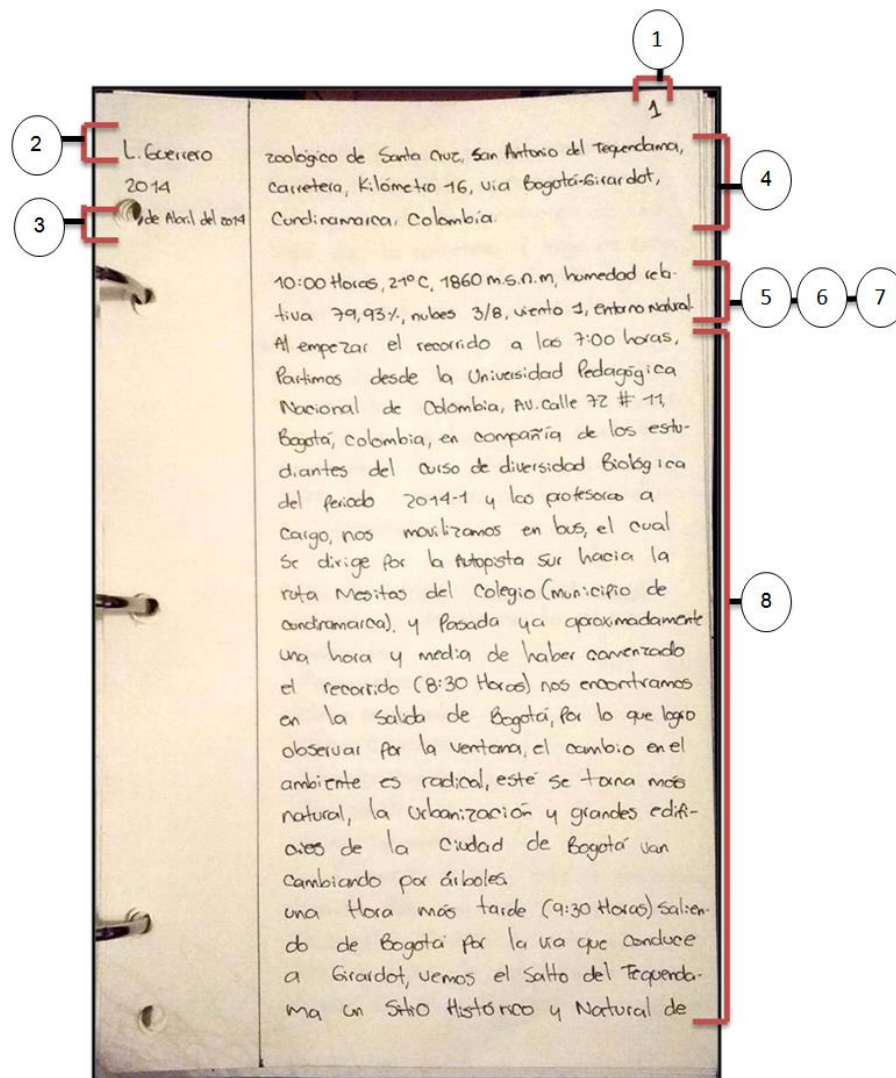 1
1
2
L. Guerrero
2014
3
de Abril del 2014
zoológico de Santa Cruz, San Antonio del Tequendama,
Carretera, Kilómetro 16, via Bogotá-Girardot,
Cundinamarca, Colombia.
4
10:00 Horas, 21°C, 1860 m.s.n.m, humedad rela-
tiva 79,93%, nubes 3/8, viento 1, entorno Natural.
5
6
7
Al empezar el recorrido a las 7:00 horas,
Partimos desde la Universidad Pedagógica
Nacional de Colombia, AV. calle 72 # 11,
Bogotá, Colombia, en compañía de los estu-
diantes del curso de diversidad Biológica
del Periodo 2014-1 y los profesores a
cargo, nos movilizamos en bus, el cual
se dirige por la Autopista sur hacia la
ruta Mesitas del Colegio (municipio de
cundinamarca), y Pasada ya aproximadamente
una hora y media de haber comenzado
el recorrido (8:30 Horas) nos encontramos
en la salida de Bogotá, Por lo que logro
observar por la ventana, el cambio en el
ambiente es radical, esté se torna más
natural, la urbanización y grandes edifi-
cios de la Ciudad de Bogotá van
cambiando por árboles.
una Hora más tarde (9:30 Horas) salien-
do de Bogotá por la via que conduce
a Girardot, vemos el Salto del Tequenda-
ma un Sitio Histórico y Natural de
8